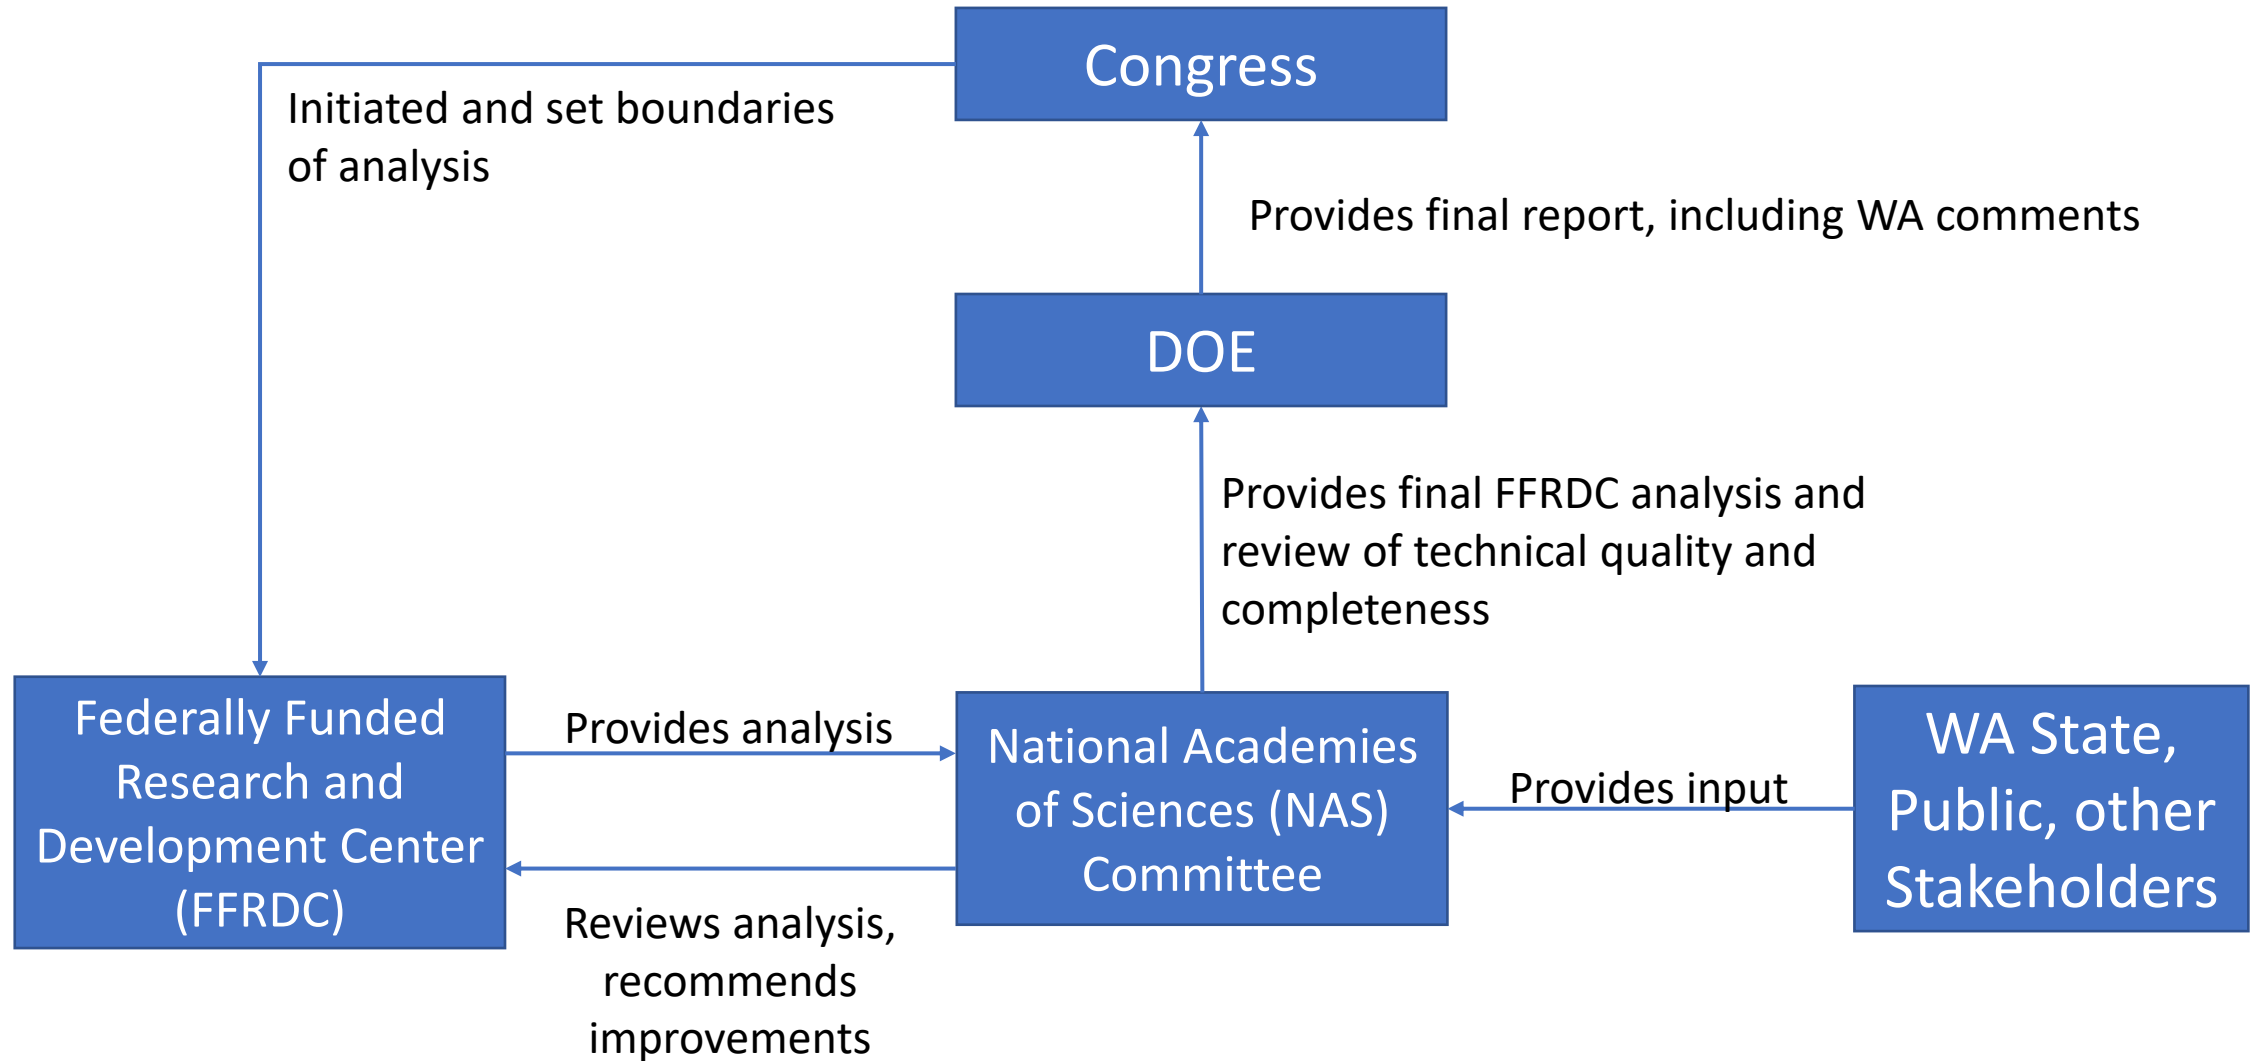 Congress
Initiated and set boundaries
of analysis
Provides final report, including WA comments
DOE
Provides final FFRDC analysis and
review of technical quality and
completeness
Federally Funded
Research and
Development Center
(FFRDC)
Provides analysis
Reviews analysis,
recommends
improvements
National Academies
of Sciences (NAS)
Committee
Provides input
WA State,
Public, other
Stakeholders